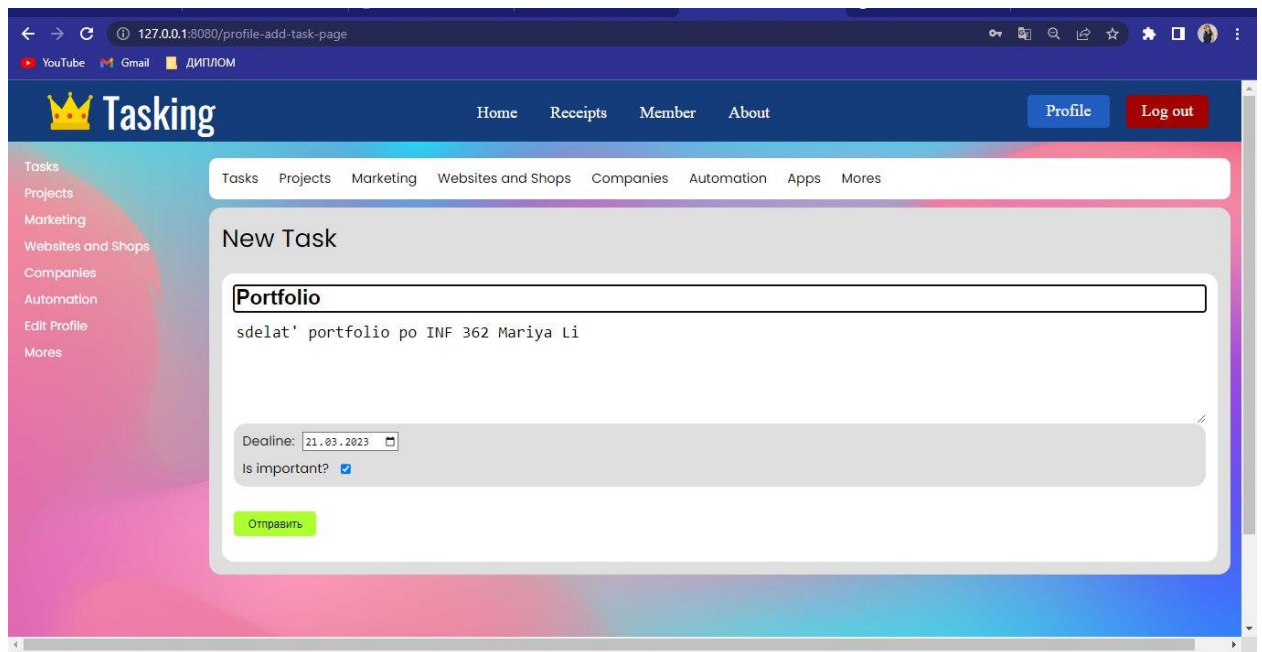 127.0.0.1:8080/profile-add-task-page
YouTube Gmail ДИПЛОМ
Tasking Home Receipts Member About Profile Log out
Tasks
Projects
Marketing
Websites and Shops
Companies
Automation
Edit Profile
Mores
Tasks Projects Marketing Websites and Shops Companies Automation Apps Mores
New Task
Portfolio
sdelat' portfolio po INF 362 Mariya Li
Dealine: 21.03.2023
Is important?
Отправить